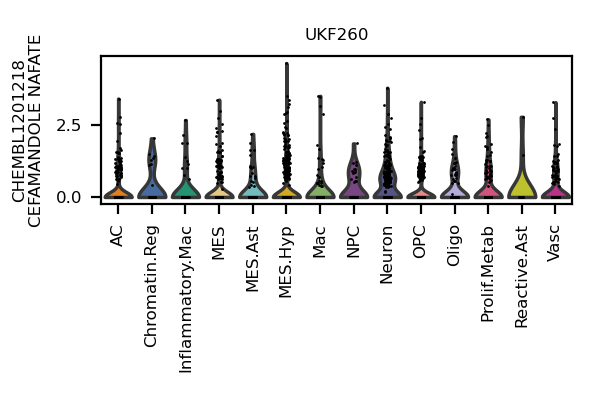 UKF260
CHEMBL1201218
CEFAMANDOLE NAFATE
2.5
0.0
AC
Chromatin.Reg
Inflammatory.Mac
MES
MES.Ast
MES.Hyp
Mac
NPC
Neuron
OPC
Oligo
Prolif.Metab
Reactive.Ast
Vasc